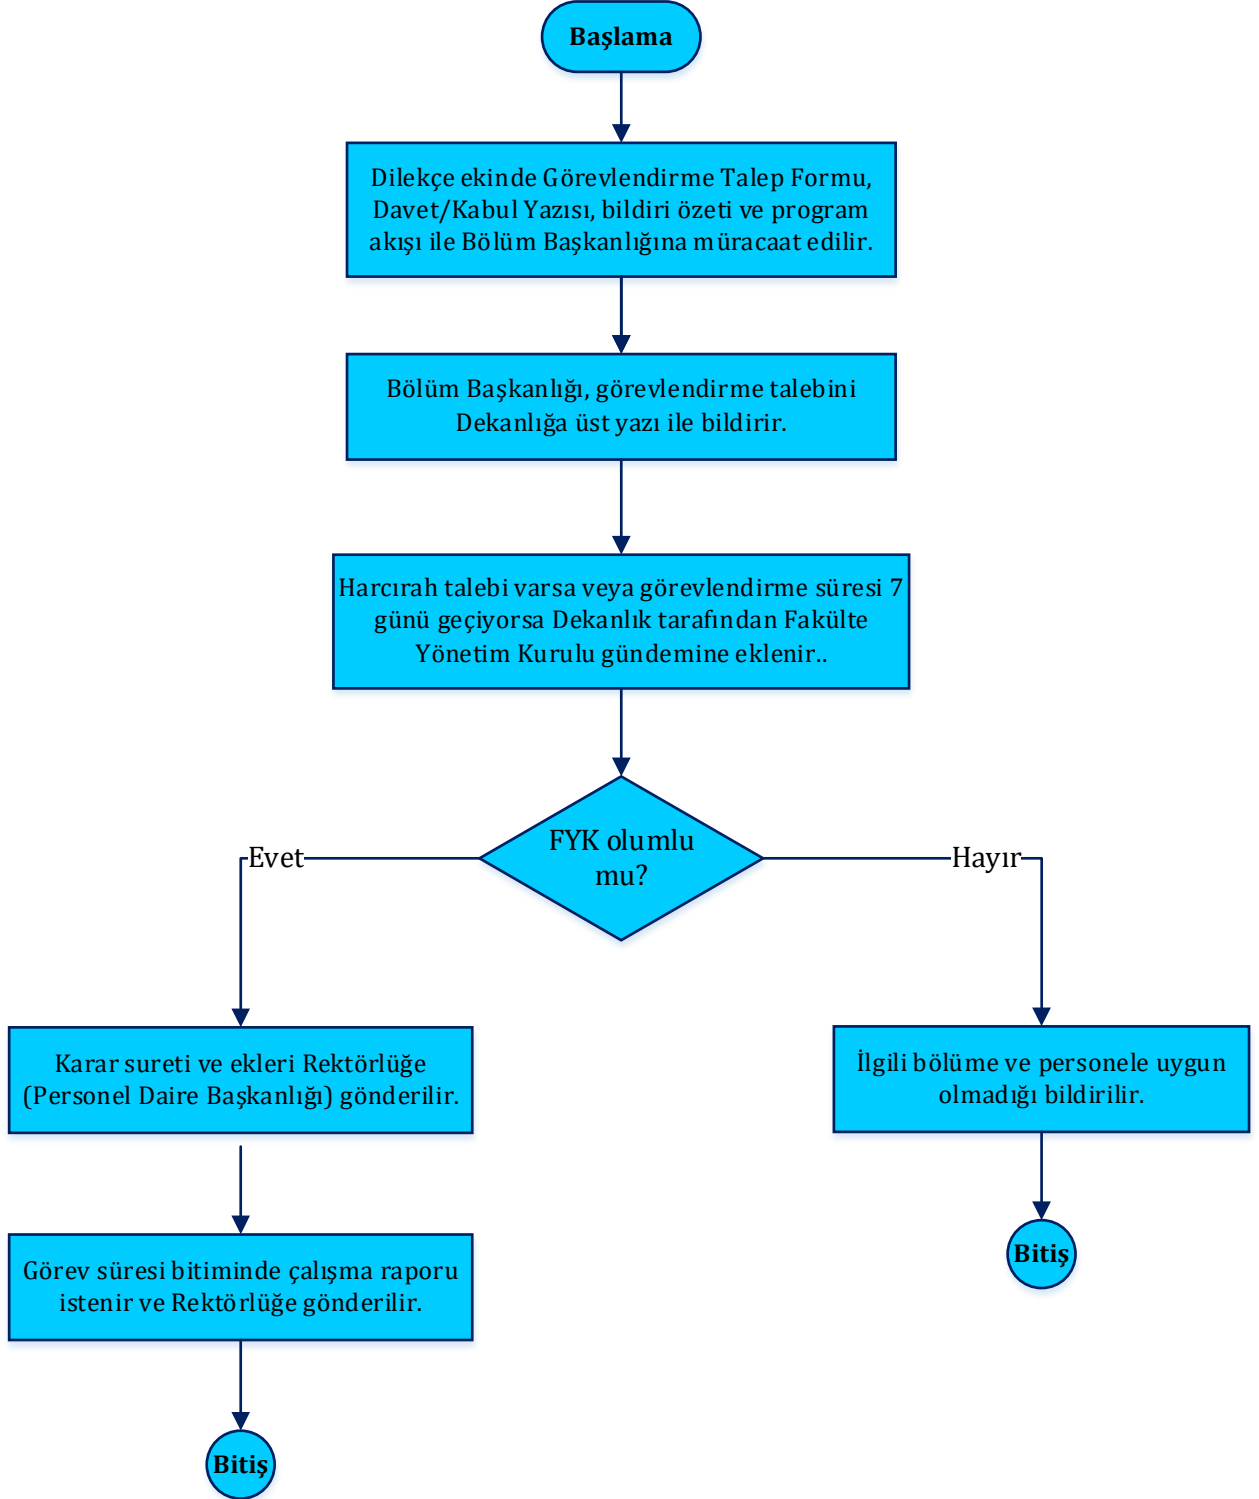 Başlama
Dilekçe ekinde Görevlendirme Talep Formu,
Davet/Kabul Yazısı, bildiri özeti ve program
akışı ile Bölüm Başkanlığına müracaat edilir.
Bölüm Başkanlığı, görevlendirme talebini
Dekanlığa üst yazı ile bildirir.
Harcırah talebi varsa veya görevlendirme süresi 7
günü geçiyorsa Dekanlık tarafından Fakülte
Yönetim Kurulu gündemine eklenir..
FYK olumlu
mu?
Evet
Hayır
Karar sureti ve ekleri Rektörlüğe
(Personel Daire Başkanlığı) gönderilir.
İlgili bölüme ve personele uygun
olmadığı bildirilir.
Görev süresi bitiminde çalışma raporu
istenir ve Rektörlüğe gönderilir.
Bitiş
Bitiş